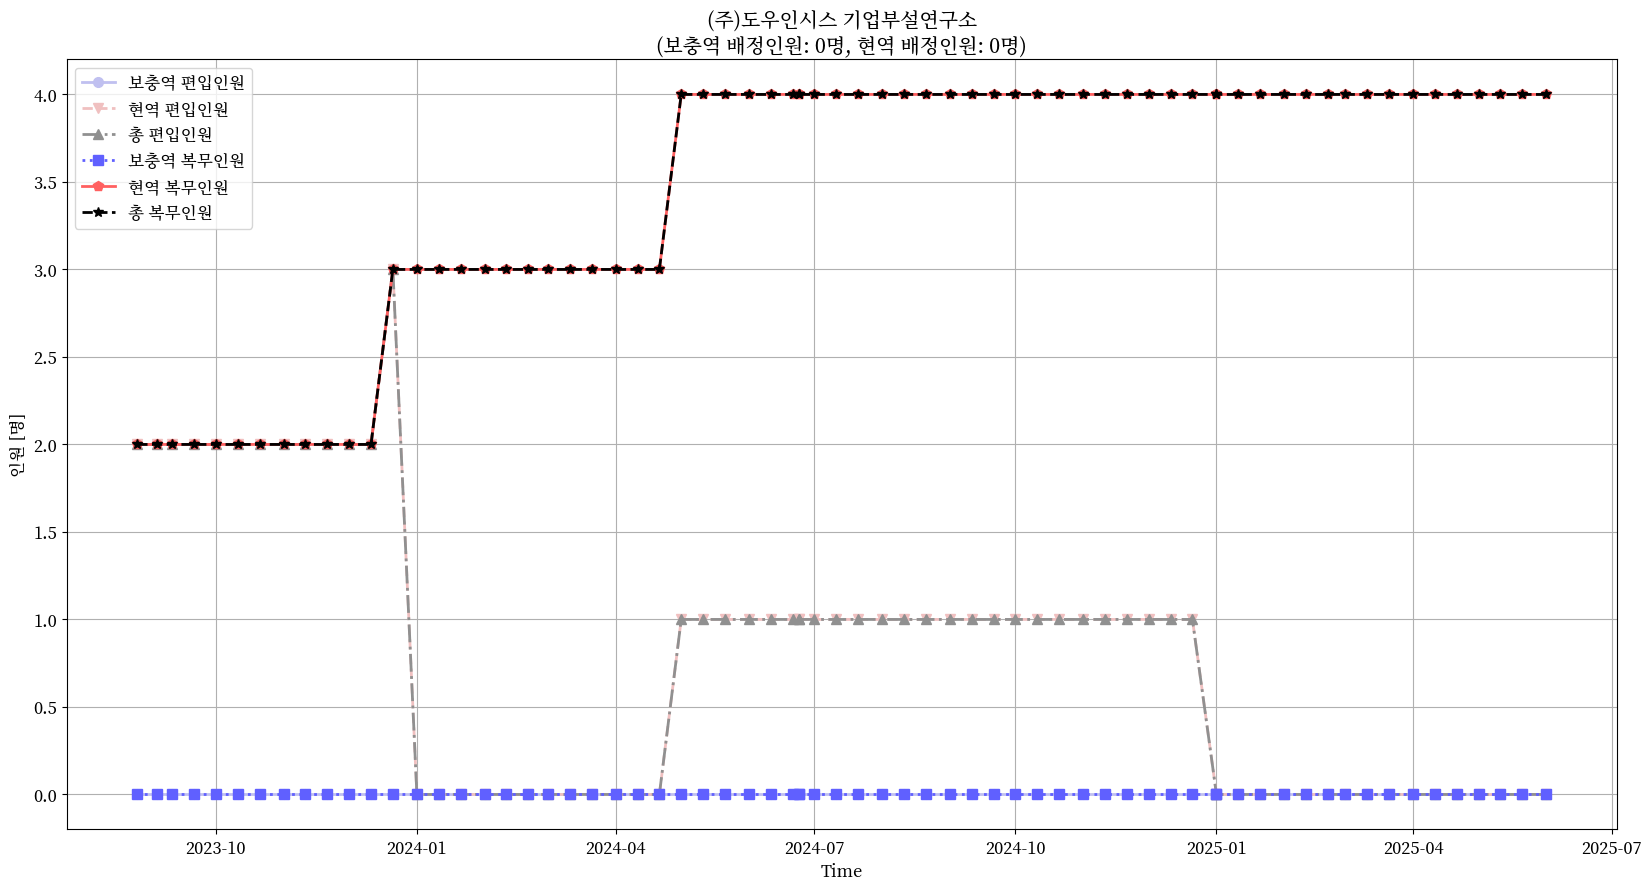 (주)도우인시스 기업부설연구소
(보충역 배정인원: 0명, 현역 배정인원: 0명)
보충역 편입인원
현역 편입인원
총 편입인원
보충역 복무인원
현역 복무인원
총 복무인원
4.0
3.5
3.0
2.5
2.0
1.5
1.0
0.5
0.0
인원 [명]
2023-10
2024-01
2024-04
2024-07
2024-10
2025-01
2025-04
2025-07
Time